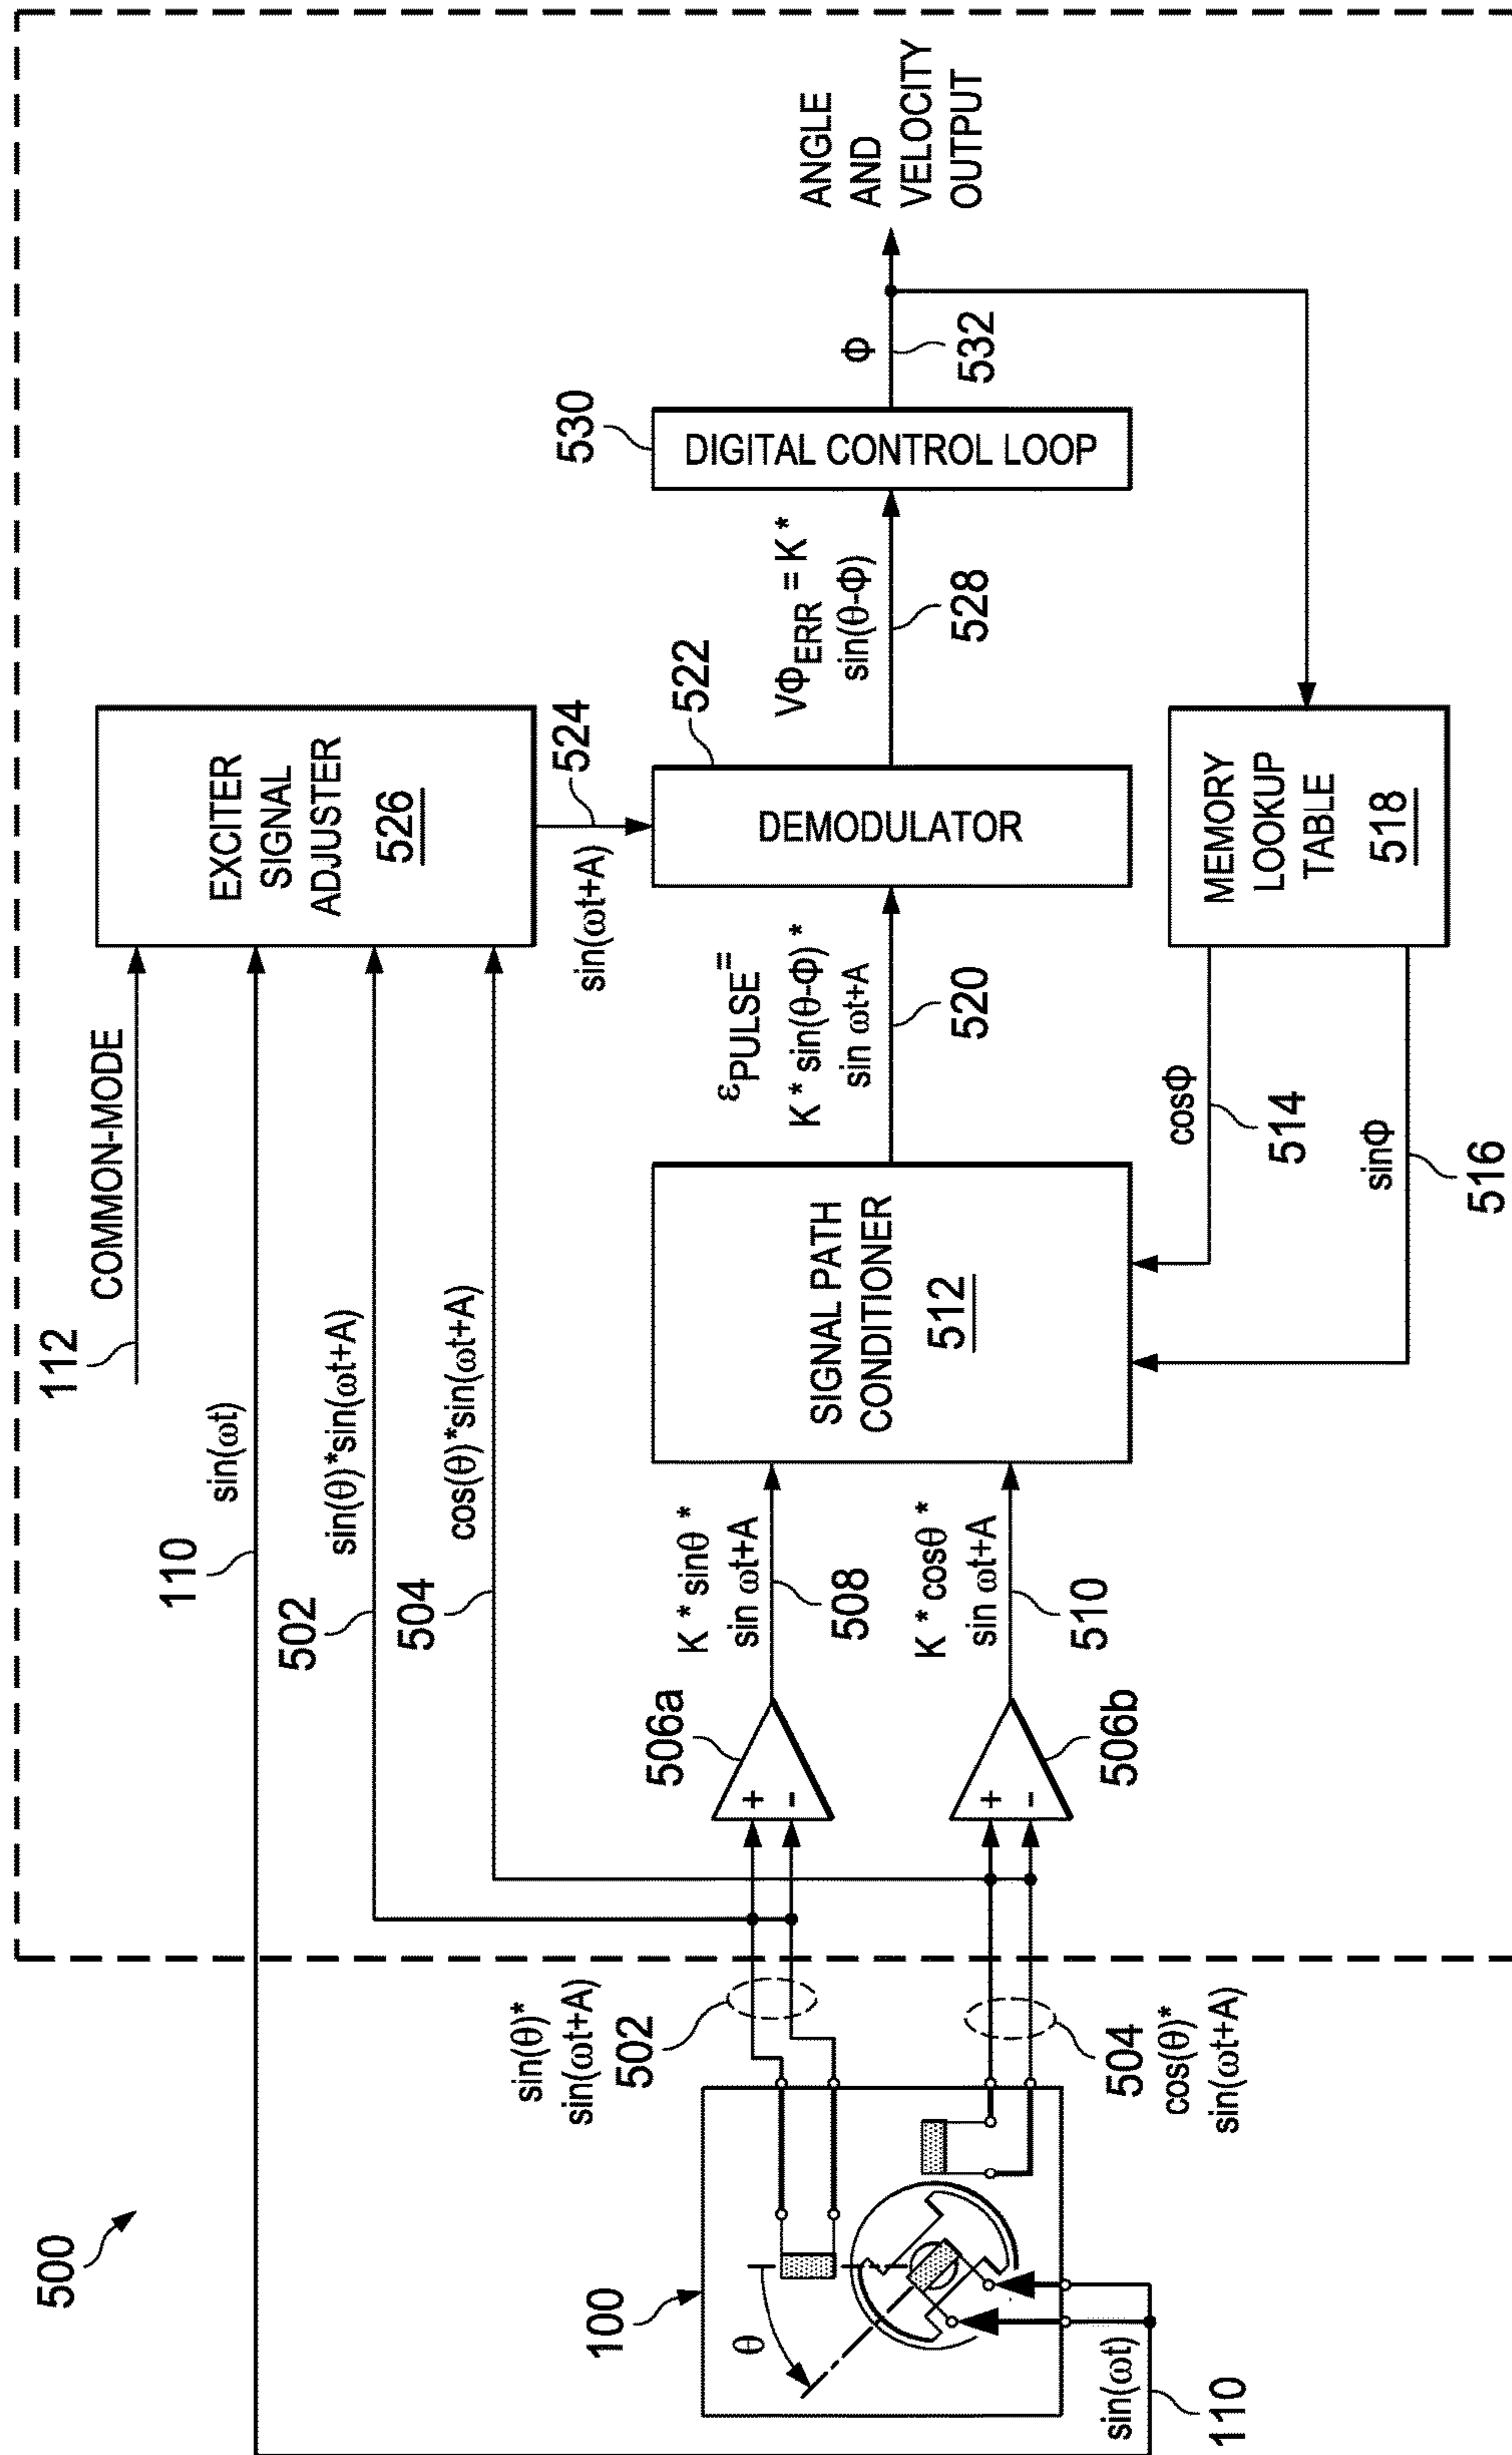 500
112
COMMON-MODE
110
sin(ωt)
502
sin(θ)*sin(ωt+A)
504
cos(θ)*sin(ωt+A)
EXCITER
SIGNAL
ADJUSTER
526
524
sin(ωt+A)
100
θ
sin(ωt)
110
sin(θ)*
sin(ωt+A)
502
504
cos(θ)*
sin(ωt+A)
506a
+
-
506b
+
-
K * sinθ *
sin ωt+A
508
K * cosθ *
sin ωt+A
510
SIGNAL PATH
CONDITIONER
512
εPULSE=
K * sin(θ-Φ) *
sin ωt+A
520
522
DEMODULATOR
VΦERR = K *
sin(θ-Φ)
528
530
DIGITAL CONTROL LOOP
Φ
532
ANGLE
AND
VELOCITY
OUTPUT
cosΦ
514
sinΦ
516
MEMORY
LOOKUP
TABLE
518